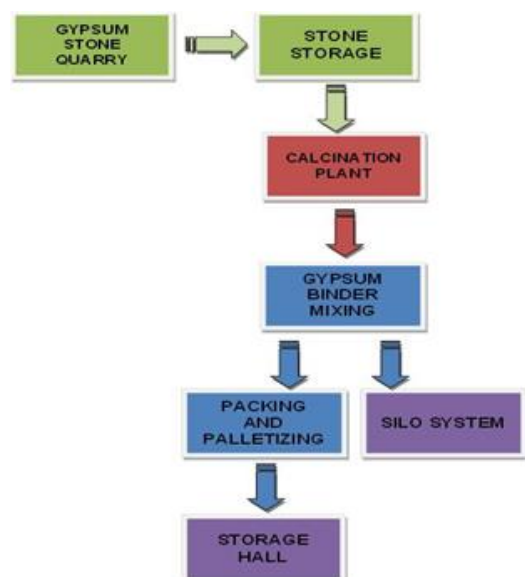 GYPSUM
STONE
QUARRY
STONE
STORAGE
CALCINATION
PLANT
GYPSUM
BINDER
MIXING
PACKING
AND
PALLETIZING
SILO SYSTEM
STORAGE
HALL